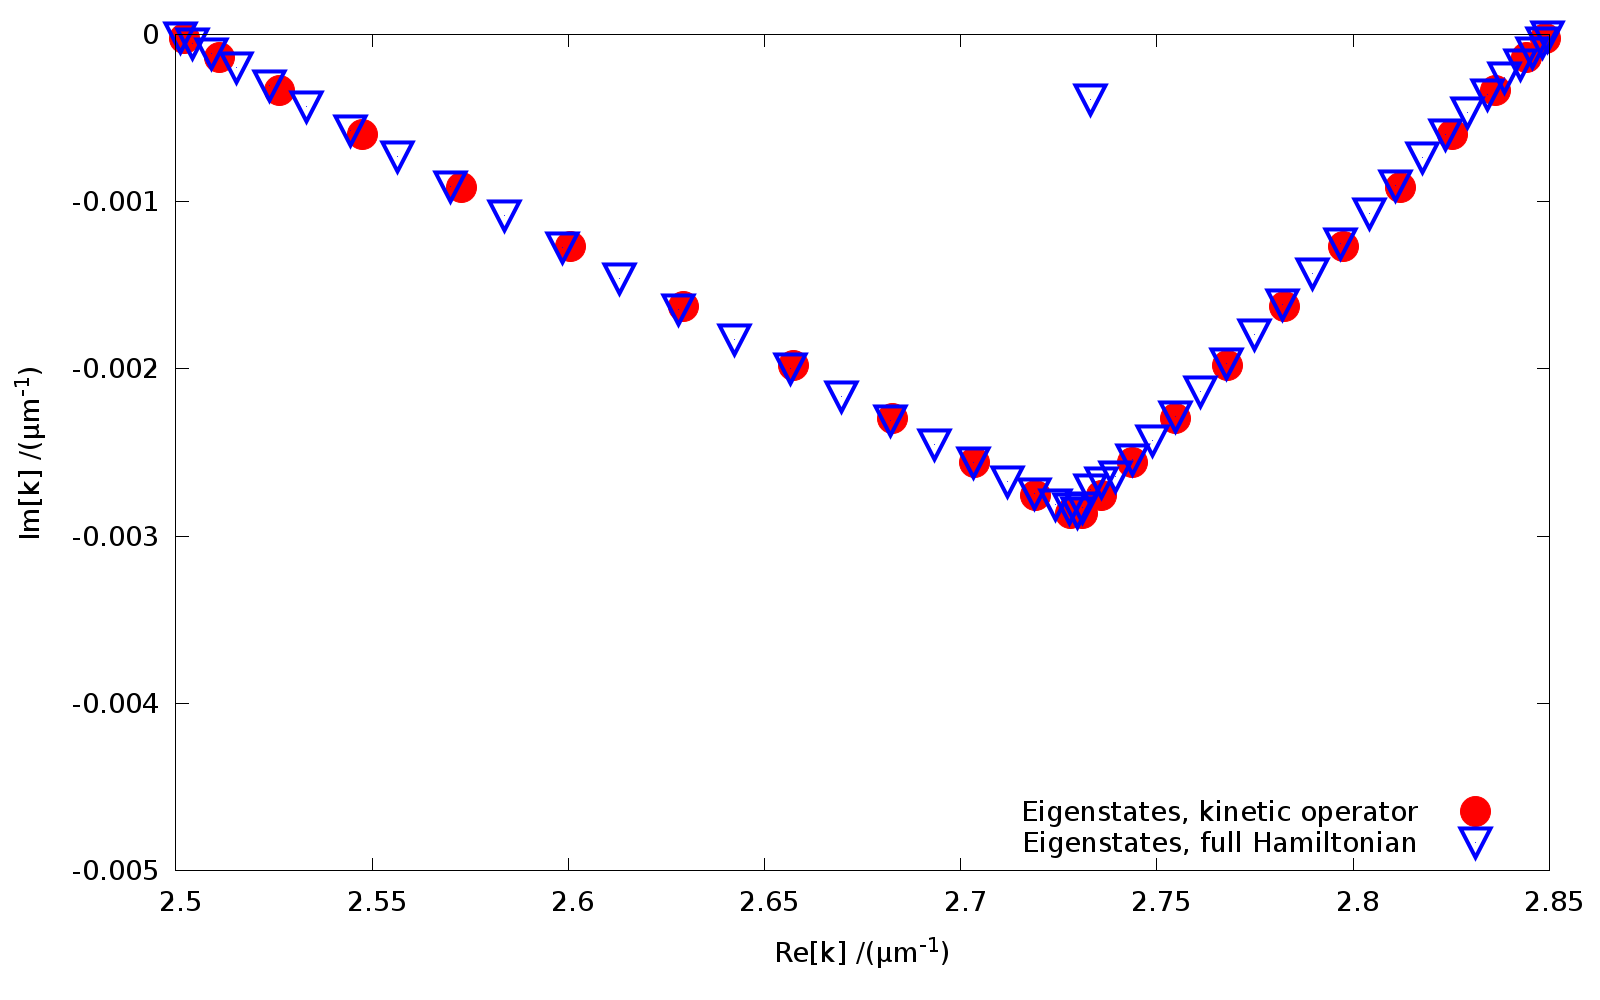 0
-0.001
-0.002
-0.003
-0.004
-0.005
2.5 2.55 2.6 2.65 2.7 2.75 2.8 2.85
Im[k] /(µm⁻¹)
Re[k] /(µm⁻¹)
Eigenstates, kinetic operator
Eigenstates, full Hamiltonian